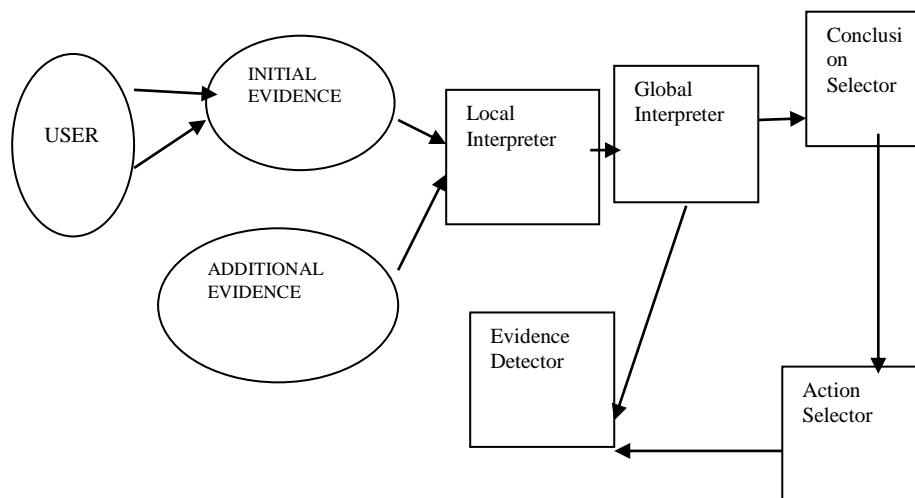 USER
INITIAL
EVIDENCE
ADDITIONAL
EVIDENCE
Local
Interpreter
Global
Interpreter
Conclusi
on
Selector
Evidence
Detector
Action
Selector